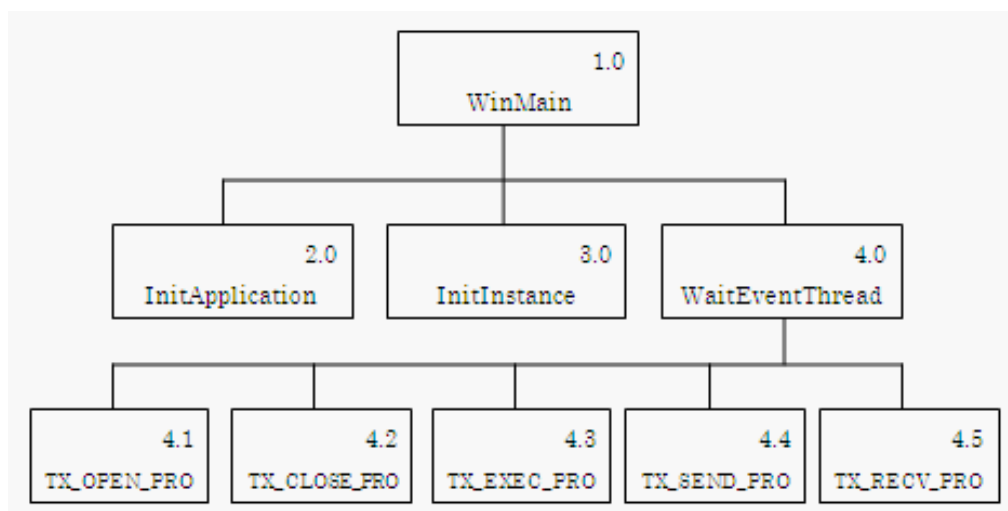 1.0
WinMain
2.0
InitApplication
3.0
InitInstance
4.0
WaitEventThread
4.1
TX_OPEN_PRO
4.2
TX_CLOSE_PRO
4.3
TX_EXEC_PRO
4.4
TX_SEND_PRO
4.5
TX_RECV_PRO